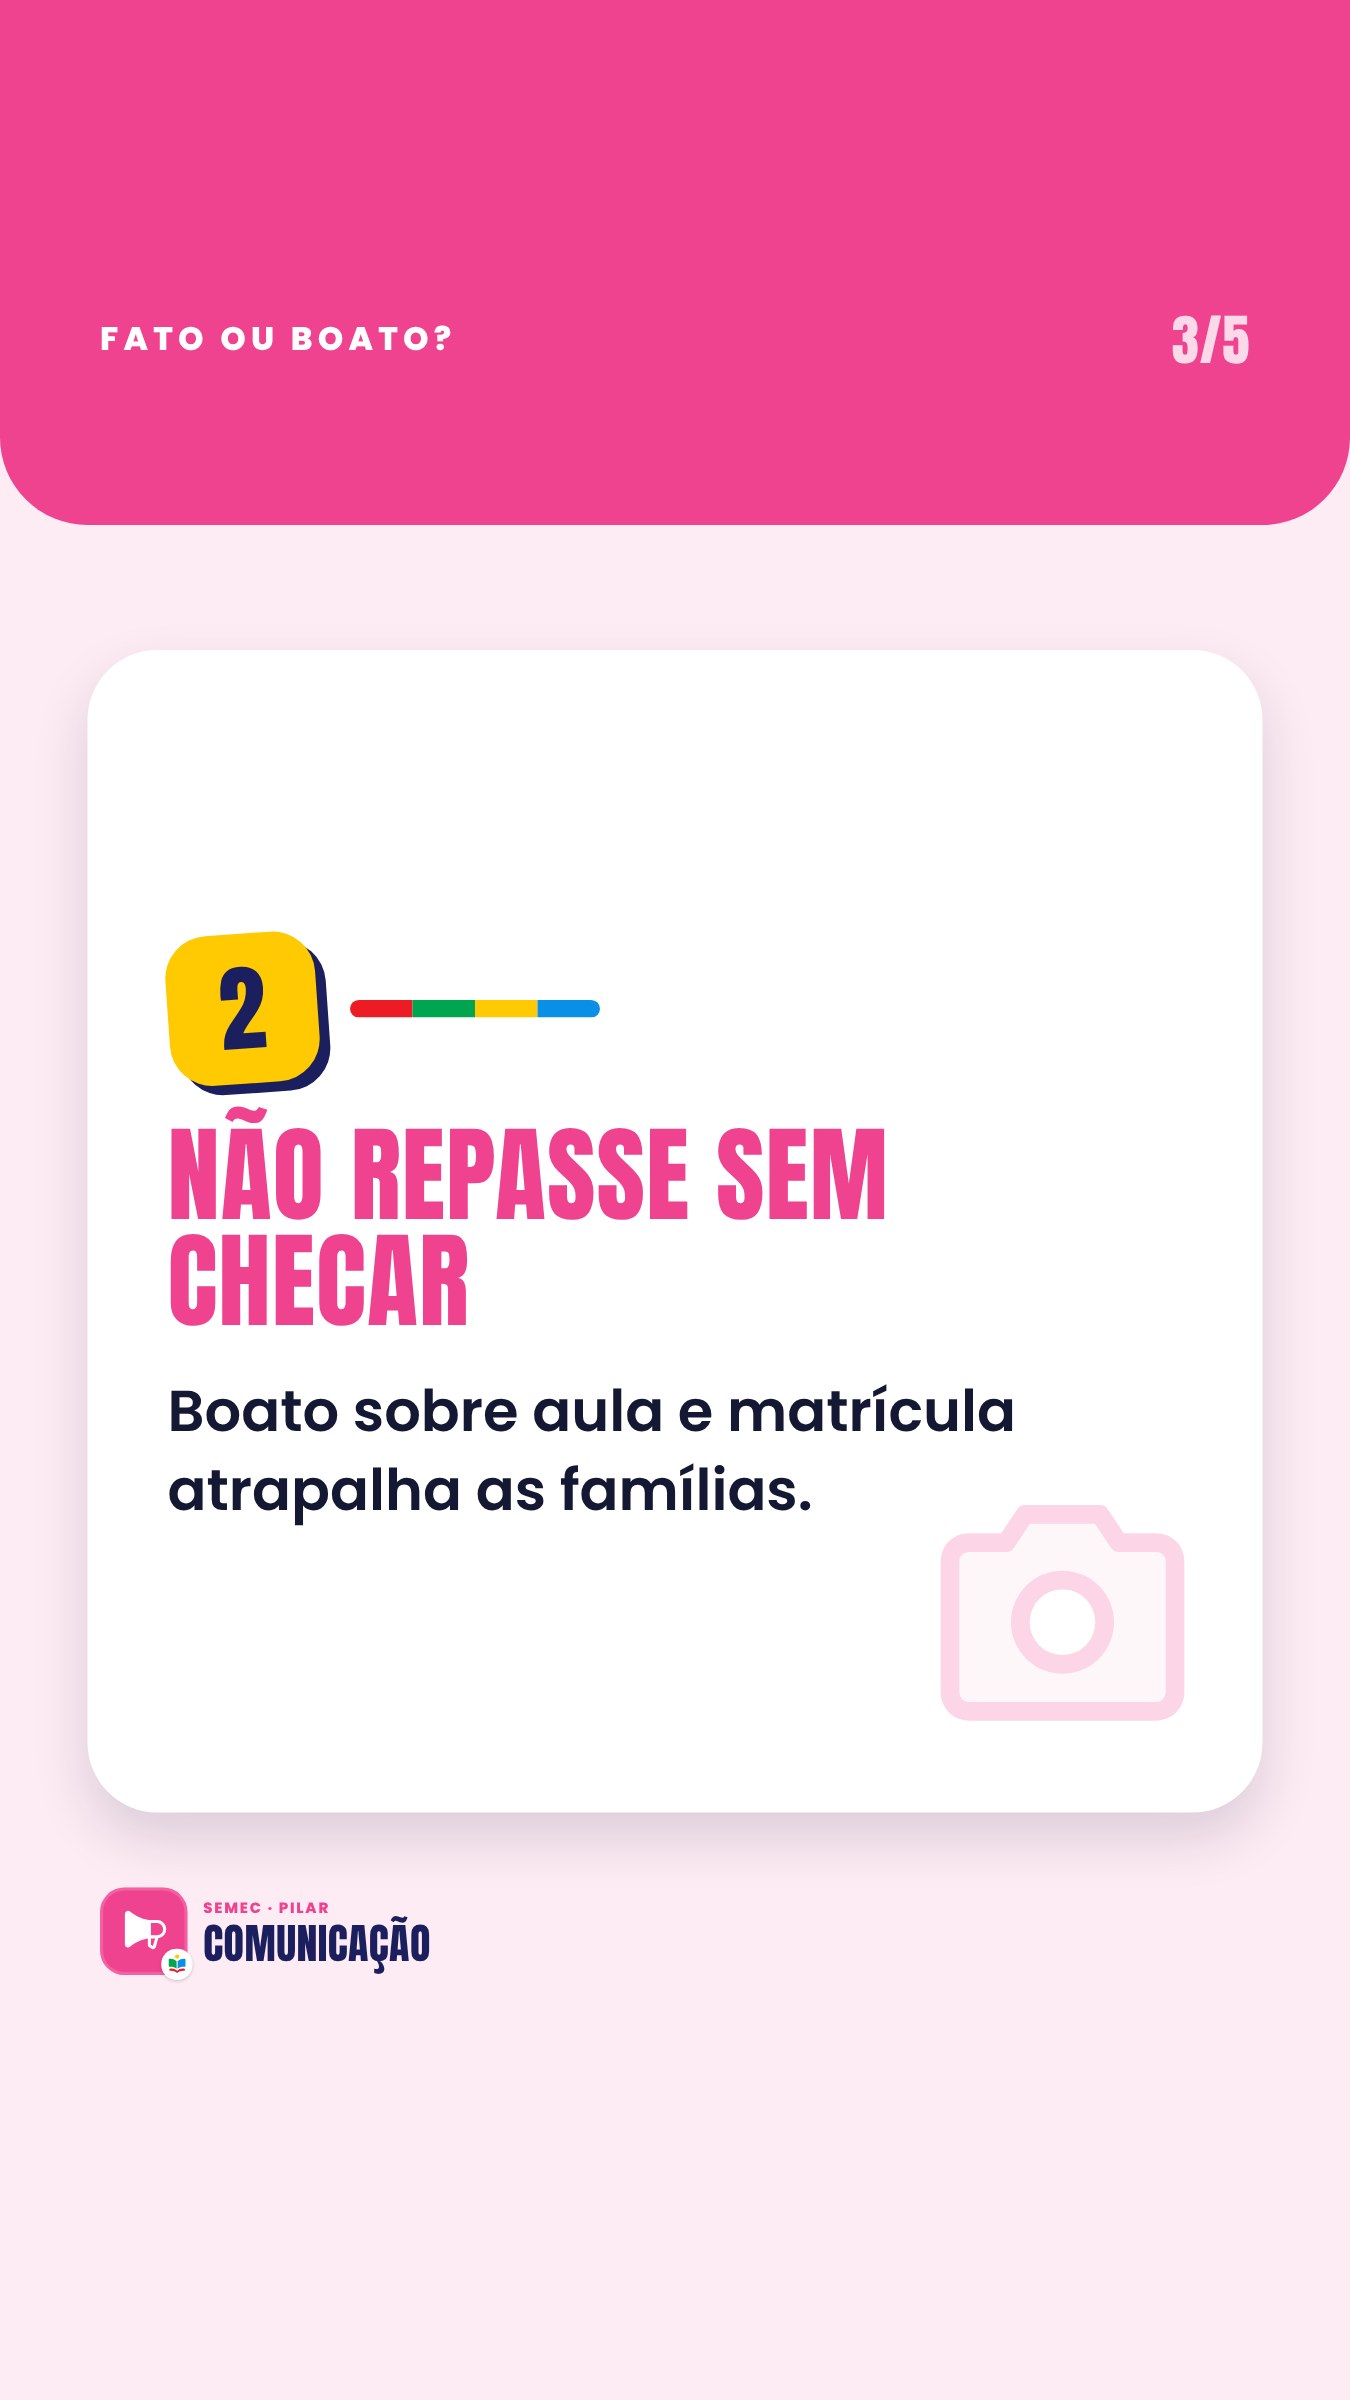 FATO OU BOATO?
3/5
2
NÃO REPASSE SEM
CHECAR
Boato sobre aula e matrícula
atrapalha as famílias.
SEMEC · PILAR
COMUNICAÇÃO